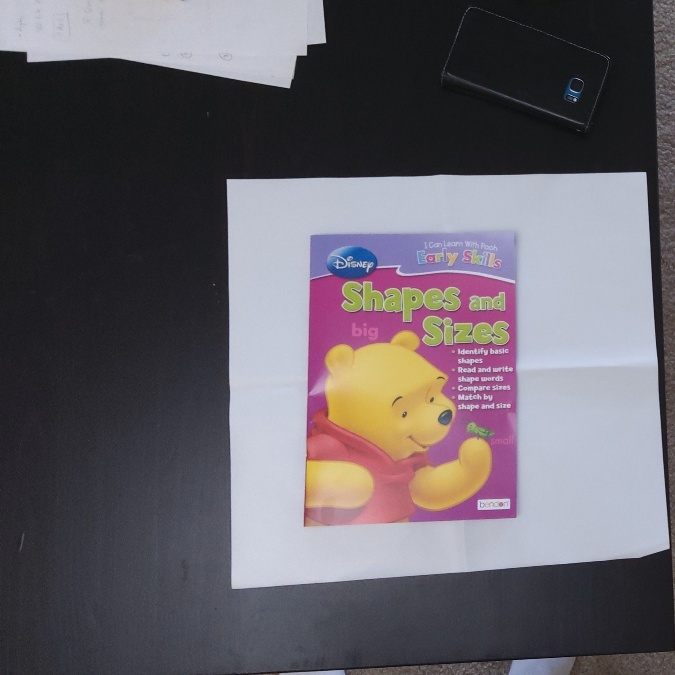 I Can Learn With Pooh
Early Skills
Disney
Shapes and
Sizes
big
• Identify basic
shapes
• Read and write
shape words
• Compare sizes
• Match by
shape and size
small
bendon